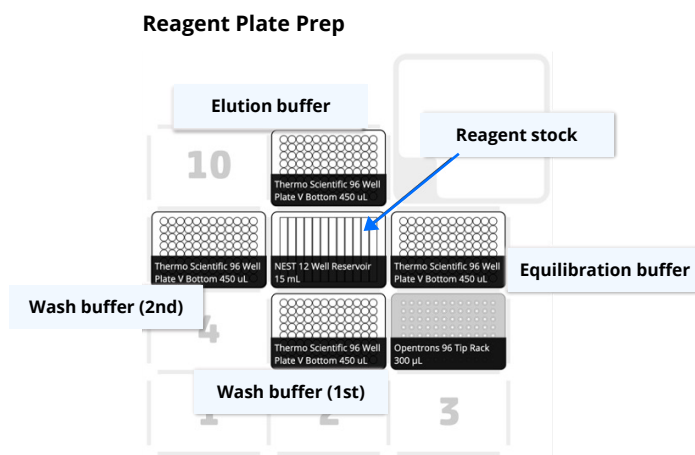 Reagent Plate Prep
Elution buffer
Reagent stock
10
Thermo Scientific 96 Well
Plate V Bottom 450 uL
Thermo Scientific 96 Well
Plate V Bottom 450 uL
NEST 12 Well Reservoir
15 mL
Thermo Scientific 96 Well
Plate V Bottom 450 uL
Equilibration buffer
Wash buffer (2nd)
4
Thermo Scientific 96 Well
Plate V Bottom 450 uL
Opentrons 96 Tip Rack
300 µL
Wash buffer (1st)
1
2
3